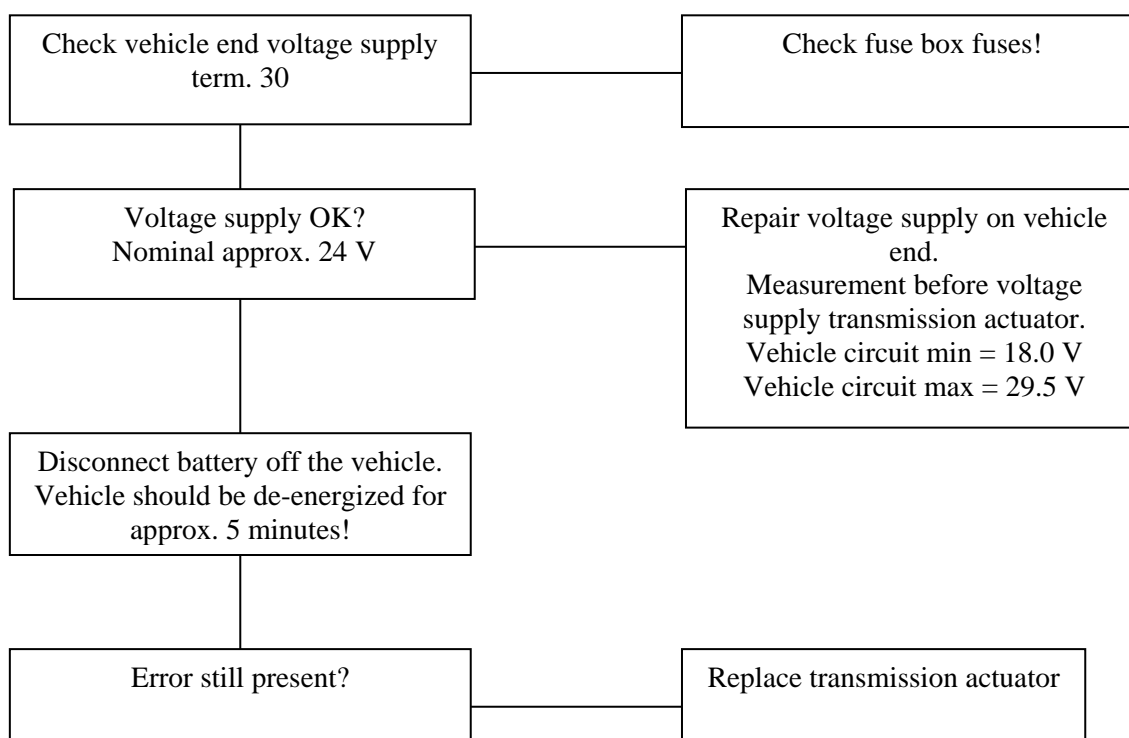 Check vehicle end voltage supply
term. 30
Check fuse box fuses!
Voltage supply OK?
Nominal approx. 24 V
Repair voltage supply on vehicle
end.
Measurement before voltage
supply transmission actuator.
Vehicle circuit min = 18.0 V
Vehicle circuit max = 29.5 V
Disconnect battery off the vehicle.
Vehicle should be de-energized for
approx. 5 minutes!
Error still present?
Replace transmission actuator